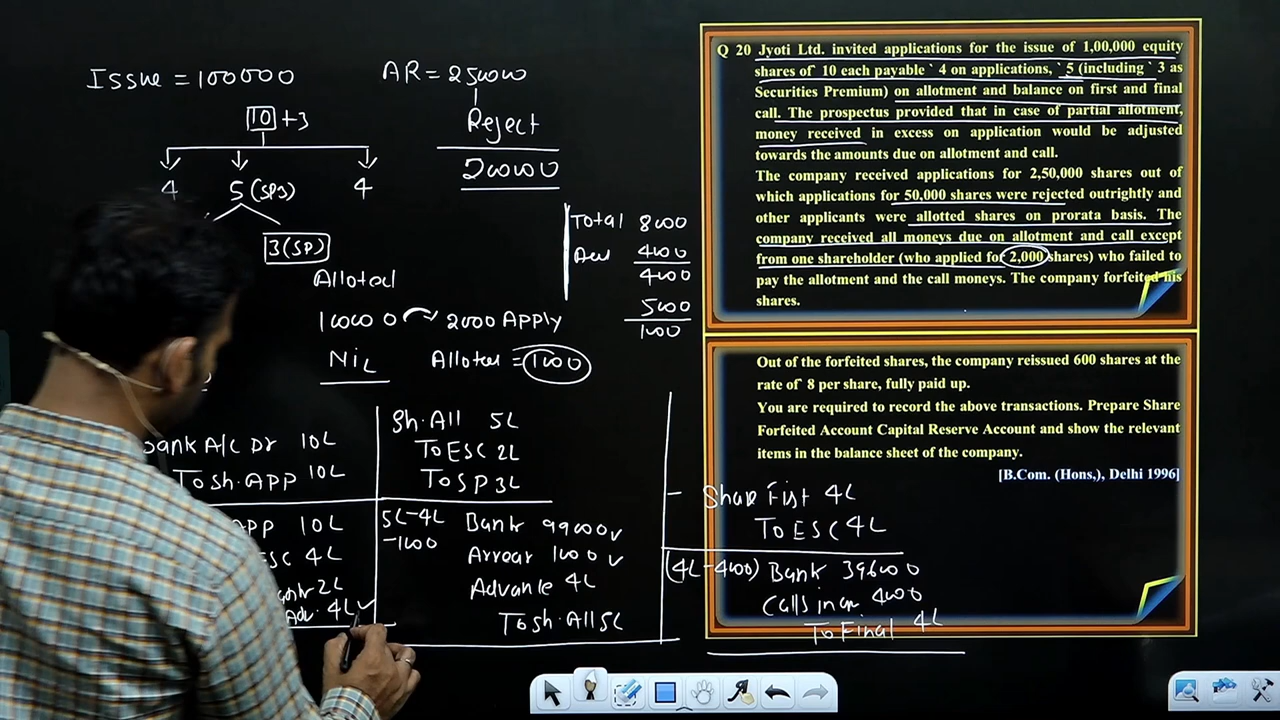 Issue = 100000
10 + 3
4 5 (SP3) 4
3(SP)
AR = 250000
Reject
200000
Total 8000
4000
4000
5000
1000
Alloted
100000 2000 Apply
NiL Alloted = 1000
Bank A/c Dr 10L
To Sh. App 10L
App 10L
ESC 4L
2L
Adv. 4L
Sh. All 5L
To ESC 2L
To SP 3L
5L-4L Bank 99000
-1000 Arrear 1000
Advance 4L
To Sh. All 5L
- Share First 4L
To ESC 4L
(4L-4000) Bank 396000
Calls in ar. 4000
To Final 4L
Q 20 Jyoti Ltd. invited applications for the issue of 1,00,000 equity
shares of 10 each payable ` 4 on applications, ` 5 (including ` 3 as
Securities Premium) on allotment and balance on first and final
call. The prospectus provided that in case of partial allotment,
money received in excess on application would be adjusted
towards the amounts due on allotment and call.
The company received applications for 2,50,000 shares out of
which applications for 50,000 shares were rejected outrightly and
other applicants were allotted shares on prorata basis. The
company received all moneys due on allotment and call except
from one shareholder (who applied for 2,000 shares) who failed to
pay the allotment and the call moneys. The company forfeited his
shares.
Out of the forfeited shares, the company reissued 600 shares at the
rate of ` 8 per share, fully paid up.
You are required to record the above transactions. Prepare Share
Forfeited Account Capital Reserve Account and show the relevant
items in the balance sheet of the company.
[B.Com. (Hons,), Delhi 1996]